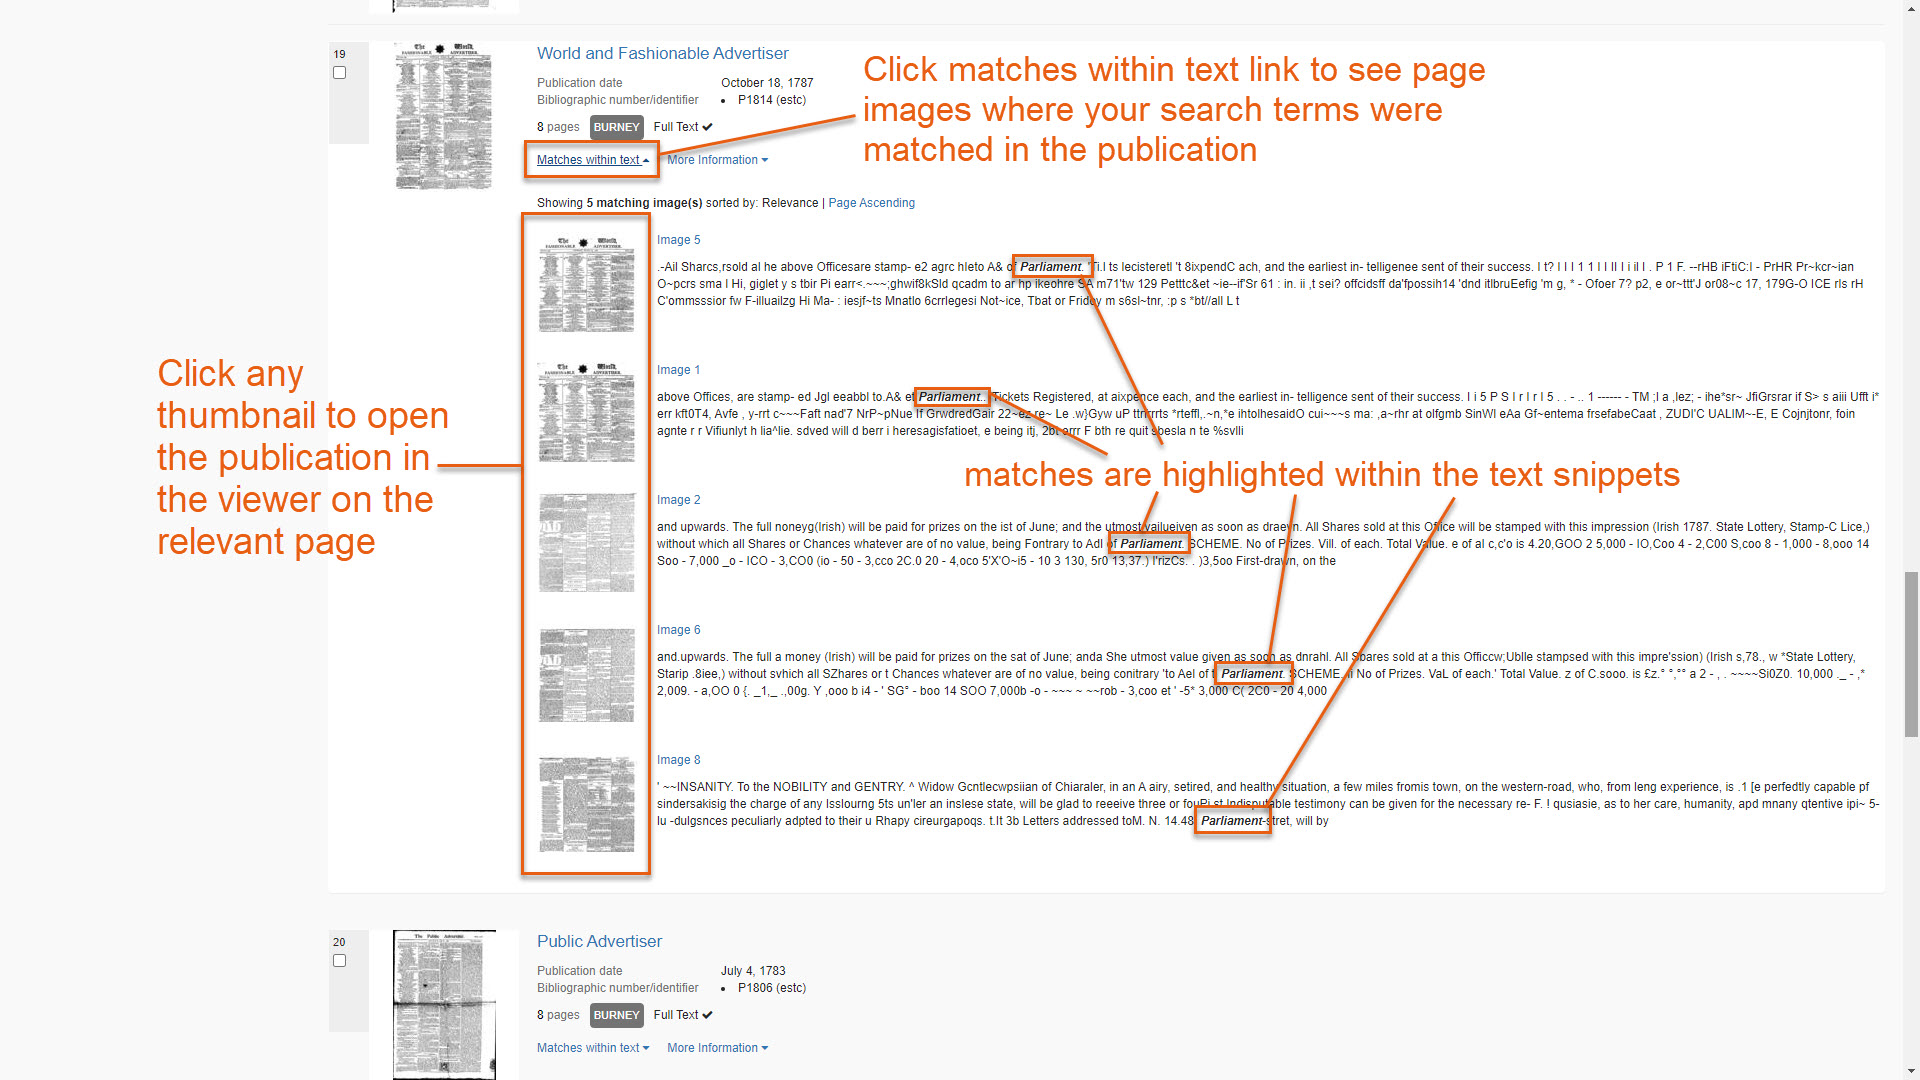 19
World and Fashionable Advertiser
Publication date October 18, 1787
Bibliographic number/identifier • P1814 (estc)
8 pages BURNEY Full Text ✔
Matches within text More Information
Click matches within text link to see page
images where your search terms were
matched in the publication
Showing 5 matching image(s) sorted by: Relevance | Page Ascending
Click any
thumbnail to open
the publication in
the viewer on the
relevant page
Image 5
.-Ail Sharcs,rsold al he above Officesare stamp- e2 agrc hIeto A& of Parliament. 'Ti.l ts lecisteretl 't 8ixpendC ach, and the earliest in- telligenee sent of their success. I t? I I I 1 1 I I II I i iI I . P 1 F. --rHB iFtiC:I - PrHR Pr~kcr~ian
O~pcrs sma I Hi, giglet y s tbir Pi earr<.~~~;ghwif8kSld qcadm to ar hp ikeohre SA m71'tw 129 Petttc&et ~ie--if'Sr 61 : in. ii ,t sei? offcidsff da'fpossih14 'dnd itlbruEefig 'm g, * - Ofoer 7? p2, e or~ttt'J or08~c 17, 179G-O ICE rls rH
C'ommsssior fw F-illuailzg Hi Ma- : iesjf~ts Mnatlo 6crrlegesi Not~ice, Tbat or Fridoy m s6sl~tnr, :p s *bt//all L t
Image 1
above Offices, are stamp- ed Jgl eeabbl to.A& et Parliament.. 'Tickets Registered, at aixpence each, and the earliest in- telligence sent of their success. I i 5 P S I r I r I 5 . . - .. 1 ------ - TM ;I a ,lez; - ihe*sr~ JfiGrsrar if S> s aiii Ufft i*
err kft0T4, Avfe , y-rrt c~~~Faft nad'7 NrP~pNue !f GrvdredGalr 22~ez re~ Le .w}Gyw uP ttrkrrts *rteffl,.~n,*e ihtolhesaidO cui~~~s ma: ,a~rhr at olfgmb SinWl eAa Gf~entema frsefabeCaat , ZUDI'C UALIM~-E, E Cojnjtonr, foin
agnte r r Vifiunlyt h lia^lie. sdved will d berr i heresagisfatioet, e being itj, 2bt arrr F bth re quit sbesla n te %svlli
matches are highlighted within the text snippets
Image 2
and upwards. The full noneyg(Irish) will be paid for prizes on the ist of June; and the utmost vailueiven as soon as draeyn. All Shares sold at this Office will be stamped with this impression (Irish 1787. State Lottery, Stamp-C Lice,)
without which all Shares or Chances whatever are of no value, being Fontrary to Adl of Parliament. SCHEME. No of Prizes. Vill. of each. Total Value. e of al c,c'o is 4.20,GOO 2 5,000 - IO,Coo 4 - 2,C00 S,coo 8 - 1,000 - 8,ooo 14
Soo - 7,000 _o - ICO - 3,CO0 (io - 50 - 3,cco 2C.0 20 - 4,oco 5'X'O~i5 - 10 3 130, 5r0 13,37.) I'rizCs. . )3,5oo First-drawn, on the
Image 6
and.upwards. The full a money (Irish) will be paid for prizes on the sat of June; anda She utmost value given as soon as dnrahl. All Sbares sold at a this Officcw;Ublle stampsed with this impre'ssion) (Irish s,78., w *State Lottery,
Starip .8iee,) without svhich all SZhares or t Chances whatever are of no value, being conitrary 'to Ael of t Parliament. SCHEME. ii No of Prizes. VaL of each.' Total Value. z of C.sooo. is £z.° °,°° a 2 - , . ~~~~Si0Z0. 10,000 ._ - ,*
2,009. - a,OO 0 {. _1,_ .,00g. Y ,ooo b i4 - ' SG° - boo 14 SOO 7,000b -o - ~~~ ~ ~~rob - 3,coo et ' -5* 3,000 C( 2C0 - 20 4,000
Image 8
' ~~INSANITY. To the NOBILITY and GENTRY. ^ Widow Gcntlecwpsiian of Chiaraler, in an A airy, setired, and healthy situation, a few miles fromis town, on the western-road, who, from leng experience, is .1 [e perfedtly capable pf
sindersakisig the charge of any Isslourng 5ts un'ler an inslese state, will be glad to reeeive three or fouPi st Indisputable testimony can be given for the necessary re- F. ! qusiasie, as to her care, humanity, apd mnany qtentive ipi~ 5-
lu -dulgsnces peculiarly adpted to their u Rhapy cireurgapoqs. t.It 3b Letters addressed toM. N. 14.48, Parliament-stret, will by
20
Public Advertiser
Publication date July 4, 1783
Bibliographic number/identifier • P1806 (estc)
8 pages BURNEY Full Text ✔
Matches within text More Information